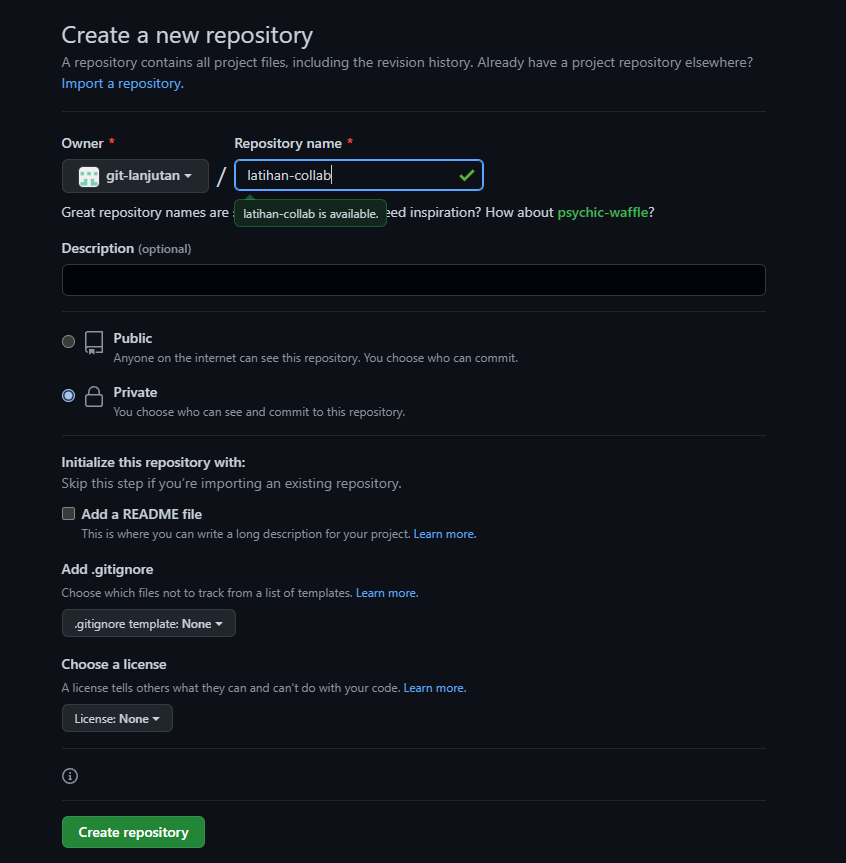 Create a new repository
A repository contains all project files, including the revision history. Already have a project repository elsewhere?
Import a repository.
Owner *
Repository name *
git-lanjutan
/
latihan-collab
Great repository names are
latihan-collab is available.
inspiration? How about psychic-waffle?
Description (optional)
Public
Anyone on the internet can see this repository. You choose who can commit.
Private
You choose who can see and commit to this repository.
Initialize this repository with:
Skip this step if you're importing an existing repository.
Add a README file
This is where you can write a long description for your project. Learn more.
Add .gitignore
Choose which files not to track from a list of templates. Learn more.
.gitignore template: None
Choose a license
A license tells others what they can and can't do with your code. Learn more.
License: None
Create repository